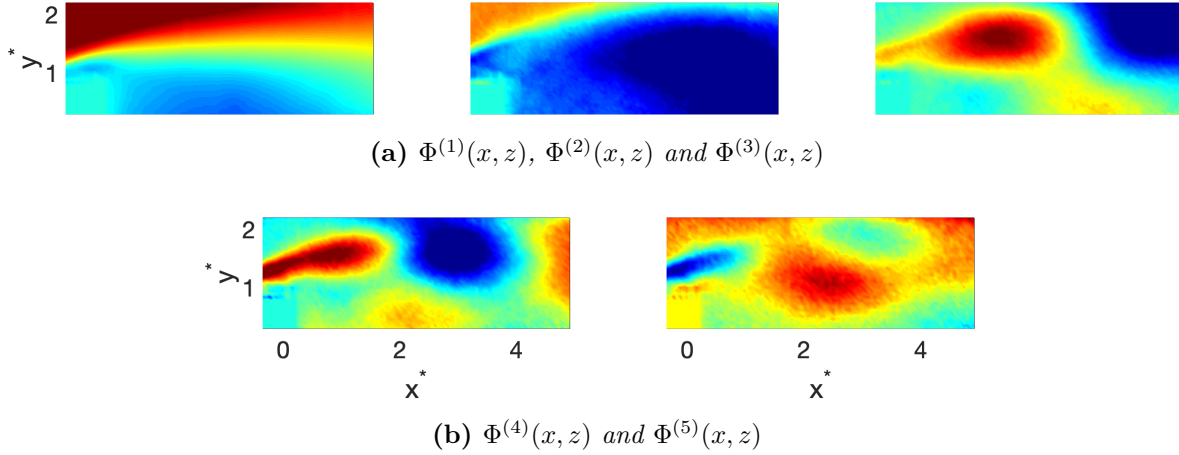 2
y*
1
(a) Φ^(1)(x, z), Φ^(2)(x, z) and Φ^(3)(x, z)
2
y*
1
0 2 4 0 2 4
x* x*
(b) Φ^(4)(x, z) and Φ^(5)(x, z)